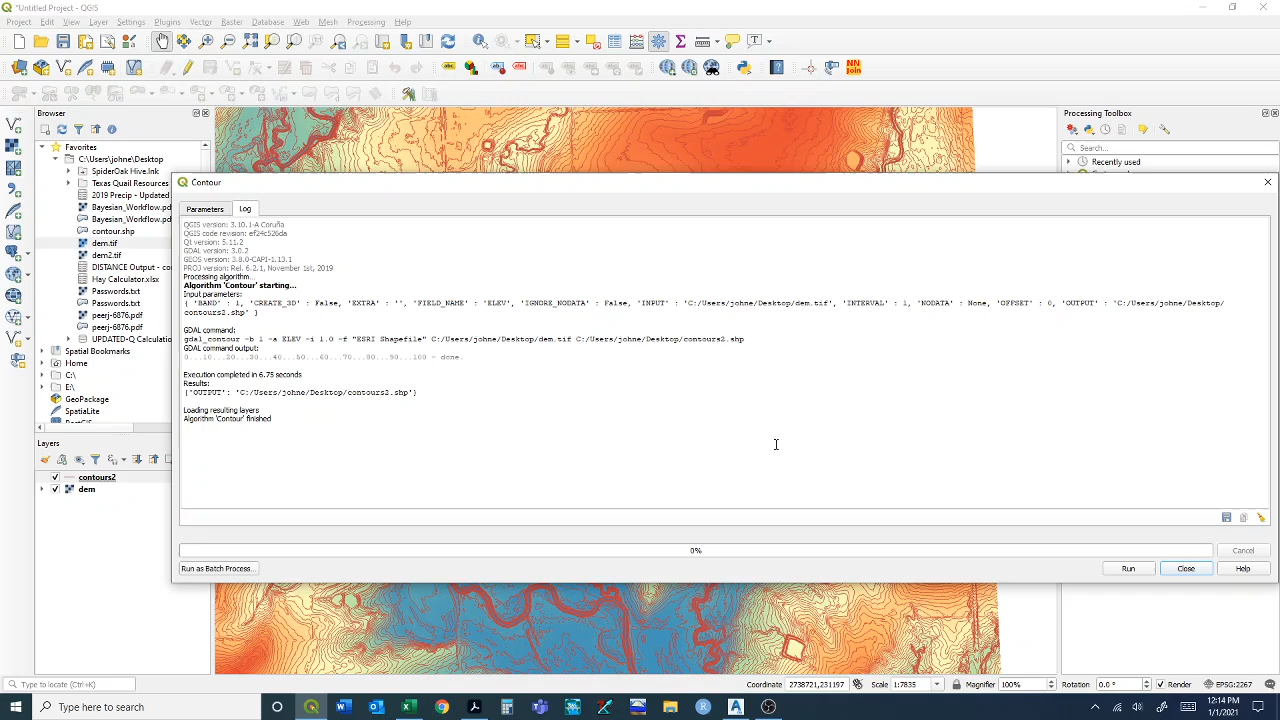 *Untitled Project - QGIS
Project Edit View Layer Settings Plugins Vector Raster Database Web Mesh Processing Help
Browser
Favorites
C:\Users\johne\Desktop
SpiderOak Hive.lnk
Texas Quail Resources
2019 Precip - Updated
Bayesian_Workflow.pd
Bayesian_Workflow.pd
contour.shp
dem.tif
dem2.tif
DISTANCE Output - co
Hay Calculator.xlsx
Passwords.txt
Passwords.txt
peerj-6876.pdf
peerj-6876.pdf
UPDATED-Q Calculatio
Spatial Bookmarks
Home
C:\
E:\
GeoPackage
SpatiaLite
PostGIS
Layers
contours2
dem
Processing Toolbox
Search...
Recently used
Contour
Parameters Log
QGIS version: 3.10.1-A Coruña
QGIS code revision: ef24c526da
Qt version: 5.11.2
GDAL version: 3.0.2
GEOS version: 3.8.0-CAPI-1.13.1
PROJ version: Rel. 6.2.1, November 1st, 2019
Processing algorithm...
Algorithm 'Contour' starting...
Input parameters:
{ 'BAND' : 1, 'CREATE_3D' : False, 'EXTRA' : '', 'FIELD_NAME' : 'ELEV', 'IGNORE_NODATA' : False, 'INPUT' : 'C:/Users/johne/Desktop/dem.tif', 'INTERVAL' : 1, 'NODATA' : None, 'OFFSET' : 0, 'OUTPUT' : 'C:/Users/johne/Desktop/
contours2.shp' }
GDAL command:
gdal_contour -b 1 -a ELEV -i 1.0 -f "ESRI Shapefile" C:/Users/johne/Desktop/dem.tif C:/Users/johne/Desktop/contours2.shp
GDAL command output:
0...10...20...30...40...50...60...70...80...90...100 - done.
Execution completed in 6.75 seconds
Results:
{'OUTPUT': 'C:/Users/johne/Desktop/contours2.shp'}
Loading resulting layers
Algorithm 'Contour' finished
0% Cancel
Run as Batch Process... Run Close Help
Type to locate (Ctrl+K) Coordinate 2738721,231197 Scale 1:7835 Magnifier 100% Rotation 0.0 ° Render EPSG:2267
Type here to search
12:14 PM
1/1/2021